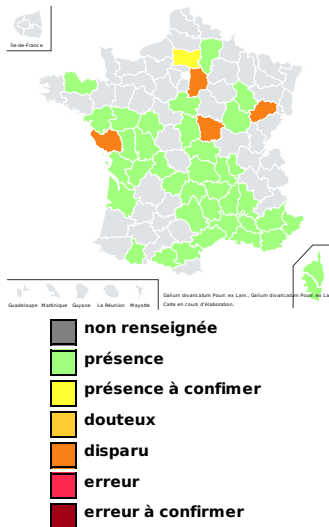 Île-de-France
Guadeloupe Martinique Guyane La Réunion Mayotte
Galium divaricatum Pourr. ex Lam., Galium divaricatum Pourr. ex La
Carte en cours d'élaboration.
non renseignée
présence
présence à confimer
douteux
disparu
erreur
erreur à confirmer